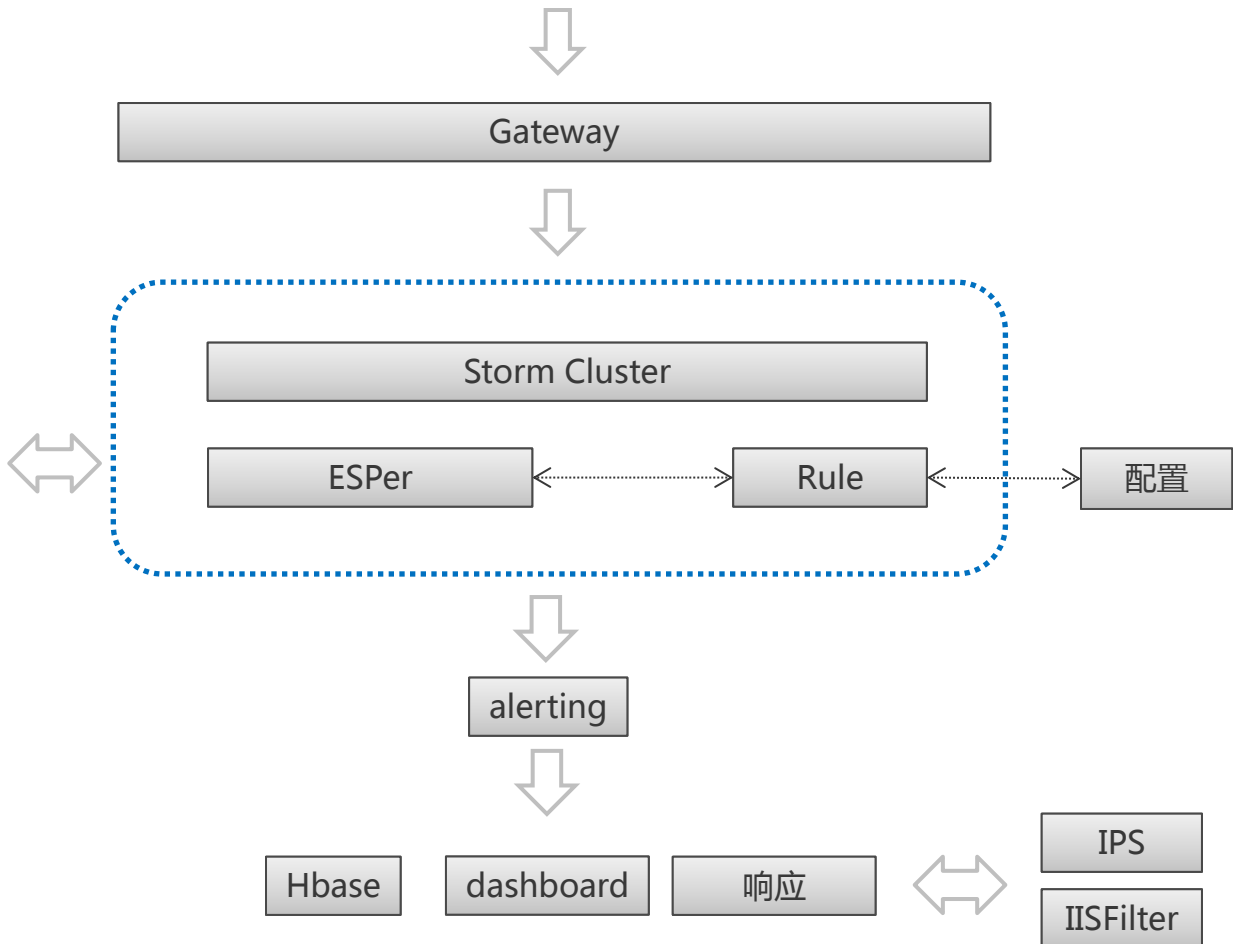 Gateway
Storm Cluster
ESPer
Rule
配置
alerting
Hbase
dashboard
响应
IPS
IISFilter